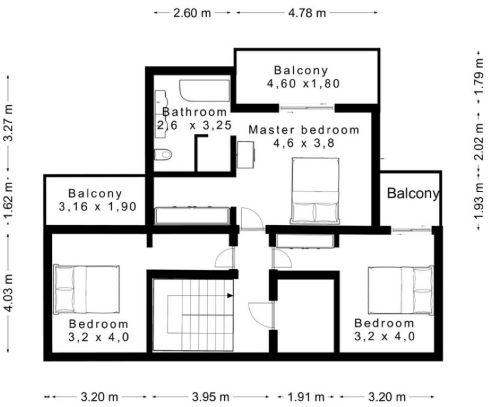 2.60 m
4.78 m
Balcony
4,60 x1,80
1.79 m
3.27 m
Bathroom
2,6 x 3,25
Master bedroom
4,6 x 3,8
2.02 m
1.62 m
Balcony
3,16 x 1,90
Balcony
1.93 m
4.03 m
Bedroom
3,2 x 4,0
Bedroom
3,2 x 4,0
3.20 m
3.95 m
1.91 m
3.20 m